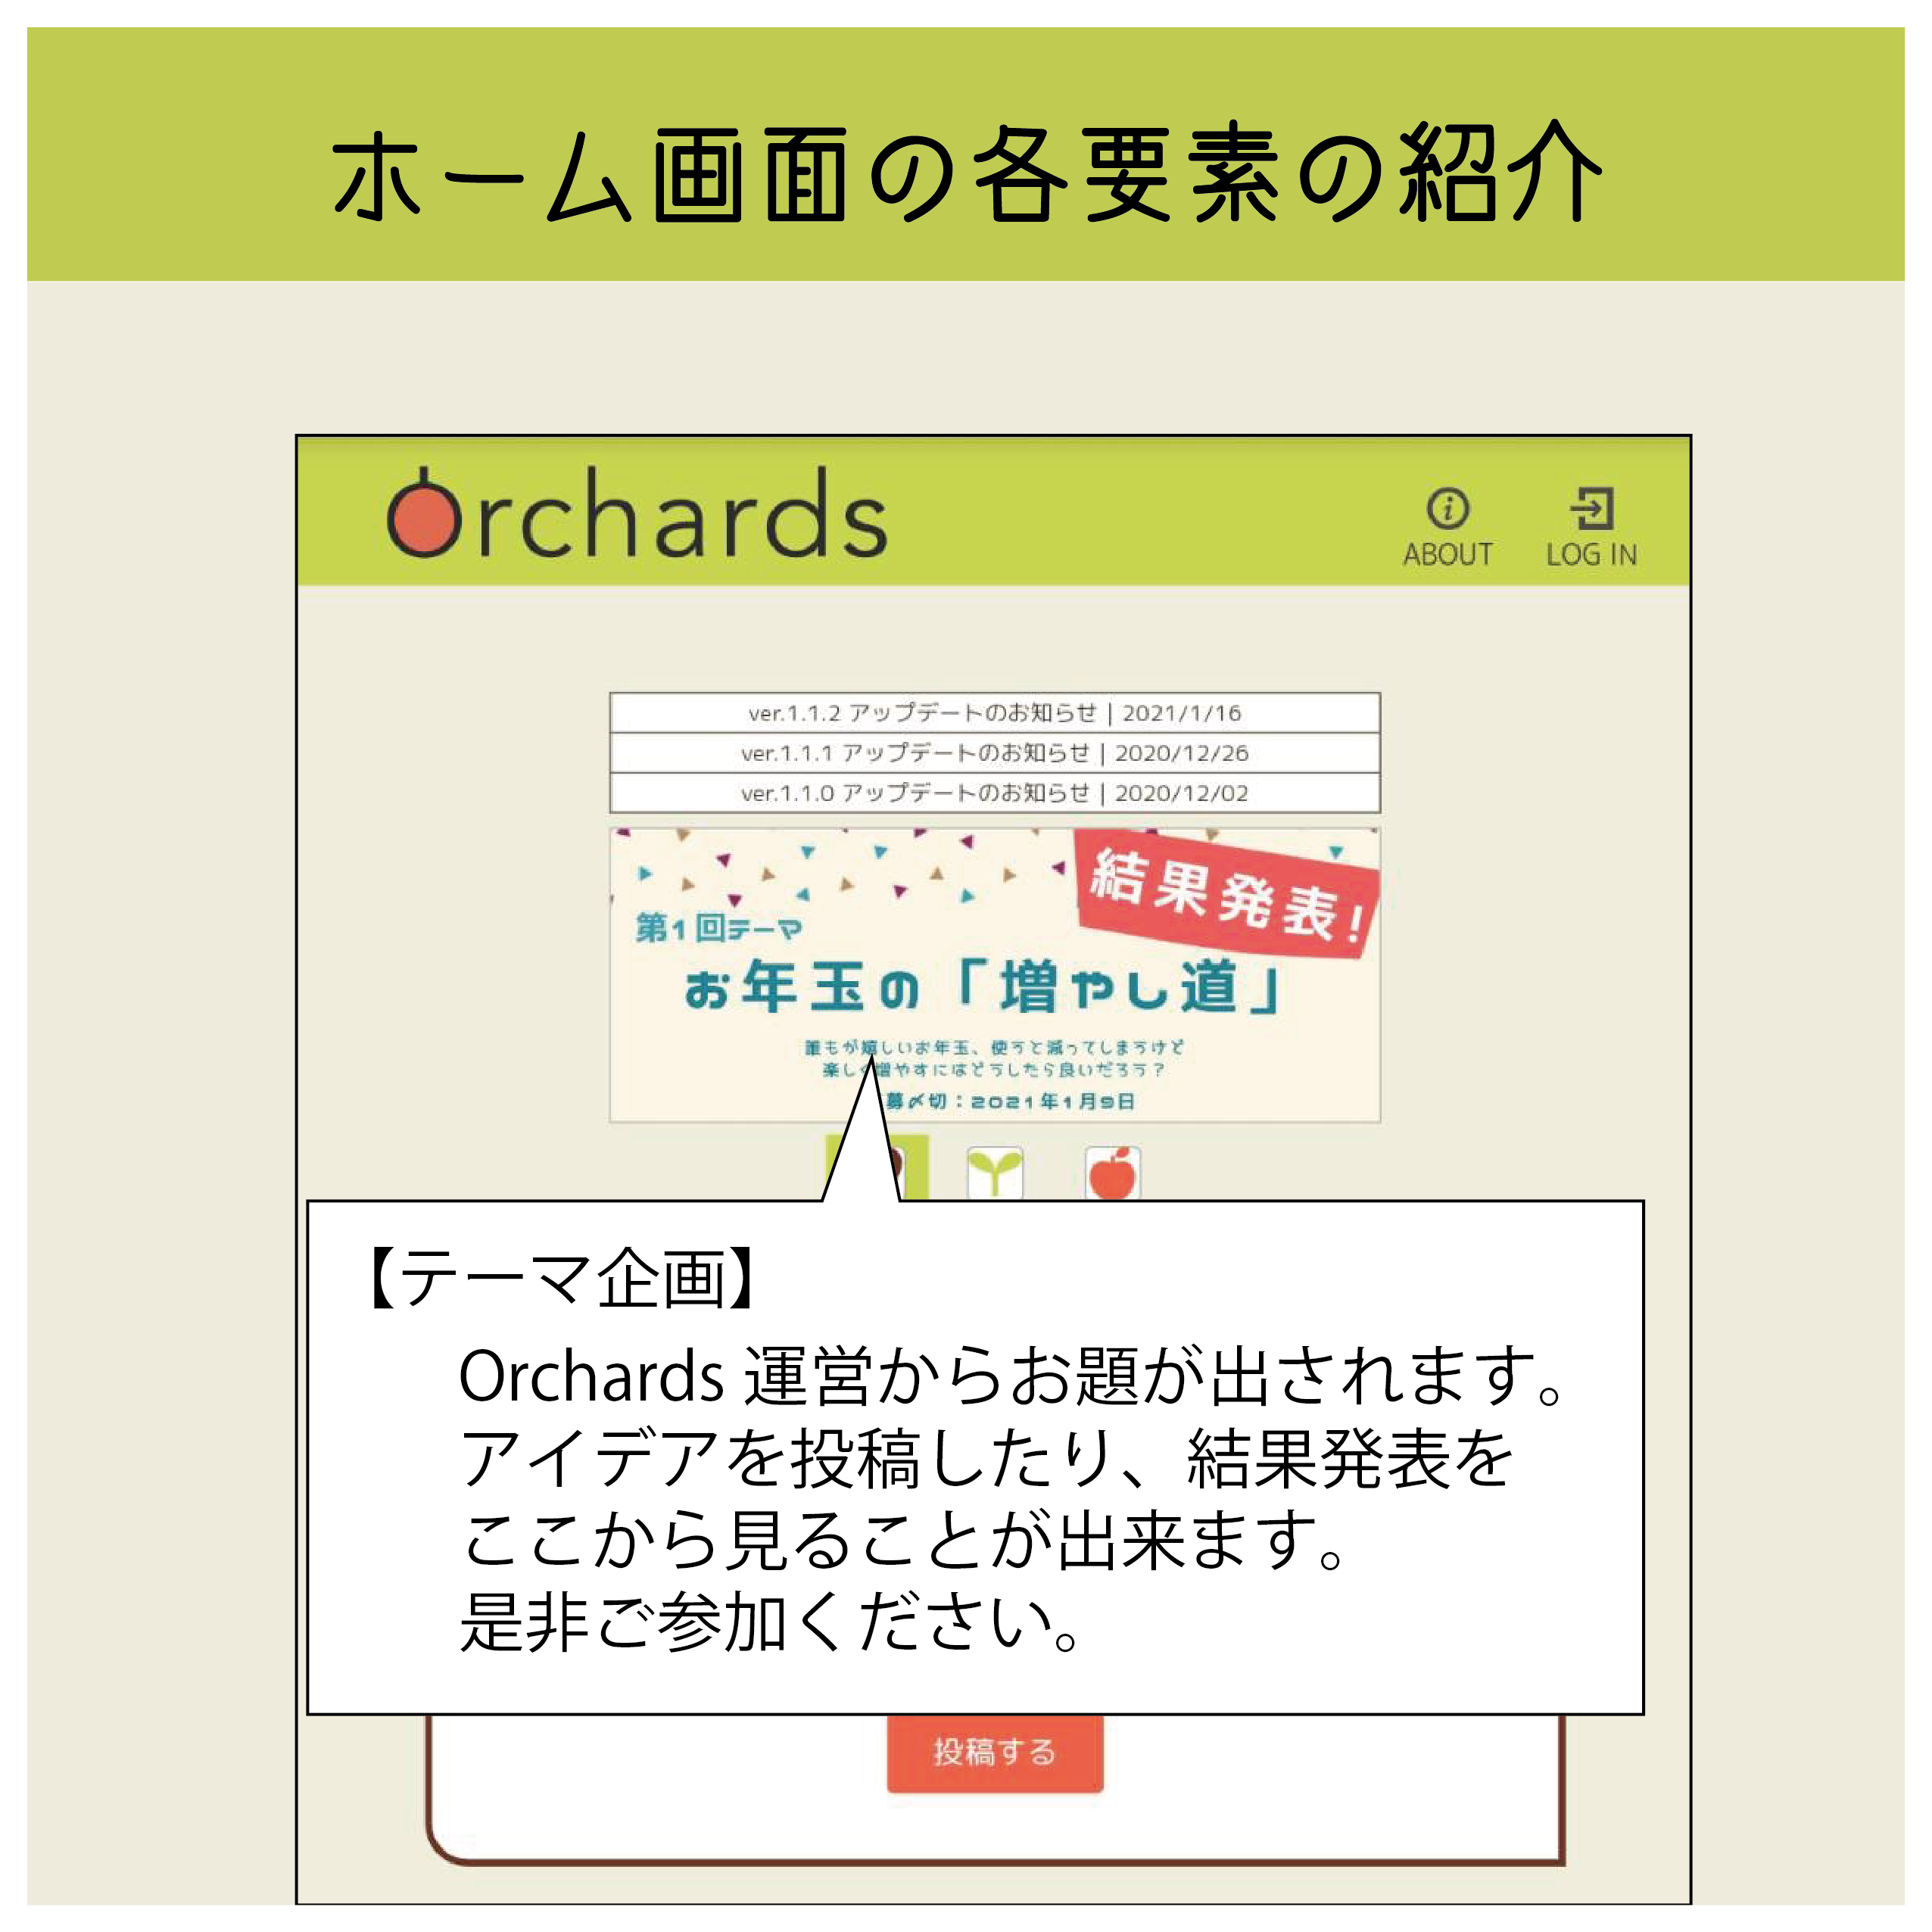 ホーム画面の各要素の紹介
Orchards
ABOUT
LOG IN
ver.1.1.2 アップデートのお知らせ | 2021/1/16
ver.1.1.1 アップデートのお知らせ | 2020/12/26
ver.1.1.0 アップデートのお知らせ | 2020/12/02
結果発表!
第1回テーマ
お年玉の「増やし道」
誰もが嬉しいお年玉、使うと減ってしまうけど
楽しく増やすにはどうしたら良いだろう?
募〆切:2021年1月9日
【テーマ企画】
Orchards 運営からお題が出されます。
アイデアを投稿したり、結果発表を
ここから見ることが出来ます。
是非ご参加ください。
投稿する